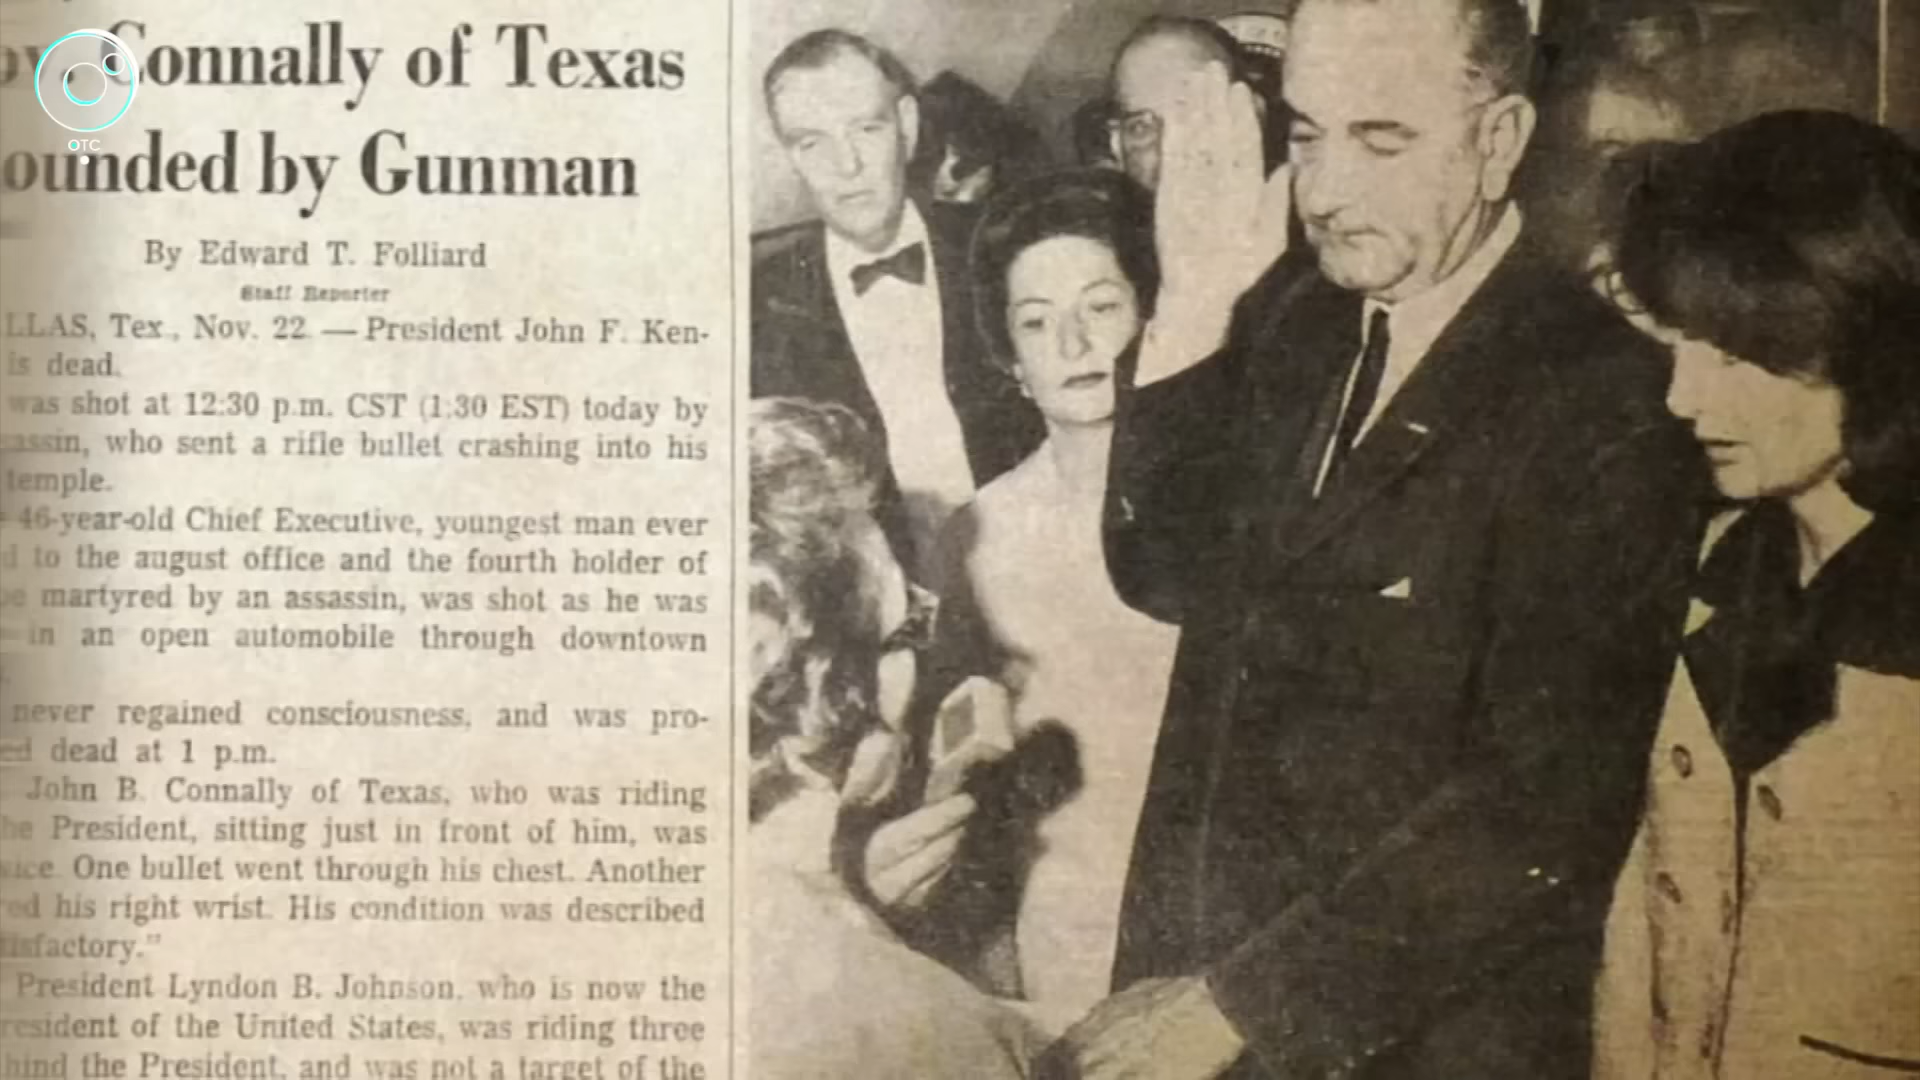 OTC
Connally of Texas
ounded by Gunman
By Edward T. Folliard
Staff Reporter
LLAS, Tex., Nov. 22 — President John F. Ken-
is dead.
was shot at 12:30 p.m. CST (1:30 EST) today by
assin, who sent a rifle bullet crashing into his
temple.
46-year-old Chief Executive, youngest man ever
d to the august office and the fourth holder of
martyred by an assassin, was shot as he was
in an open automobile through downtown
never regained consciousness, and was pro-
ed dead at 1 p.m.
John B. Connally of Texas, who was riding
he President, sitting just in front of him, was
ice. One bullet went through his chest. Another
ed his right wrist. His condition was described
tisfactory."
President Lyndon B. Johnson, who is now the
resident of the United States, was riding three
hind the President, and was not a target of the